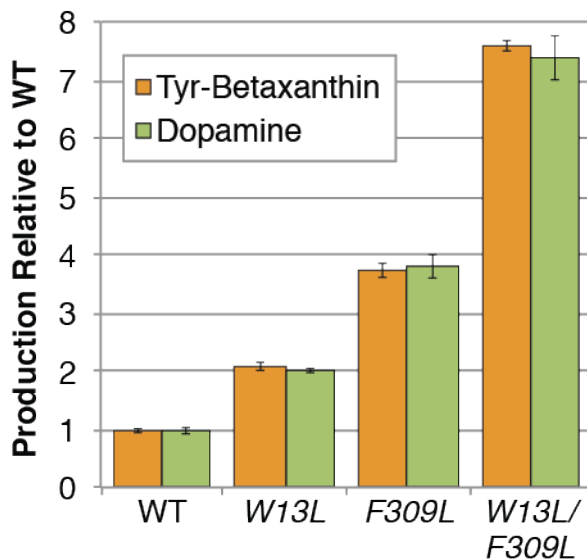 Production Relative to WT
8
7
6
5
4
3
2
1
0
Tyr-Betaxanthin
Dopamine
WT
W13L
F309L
W13L/
F309L